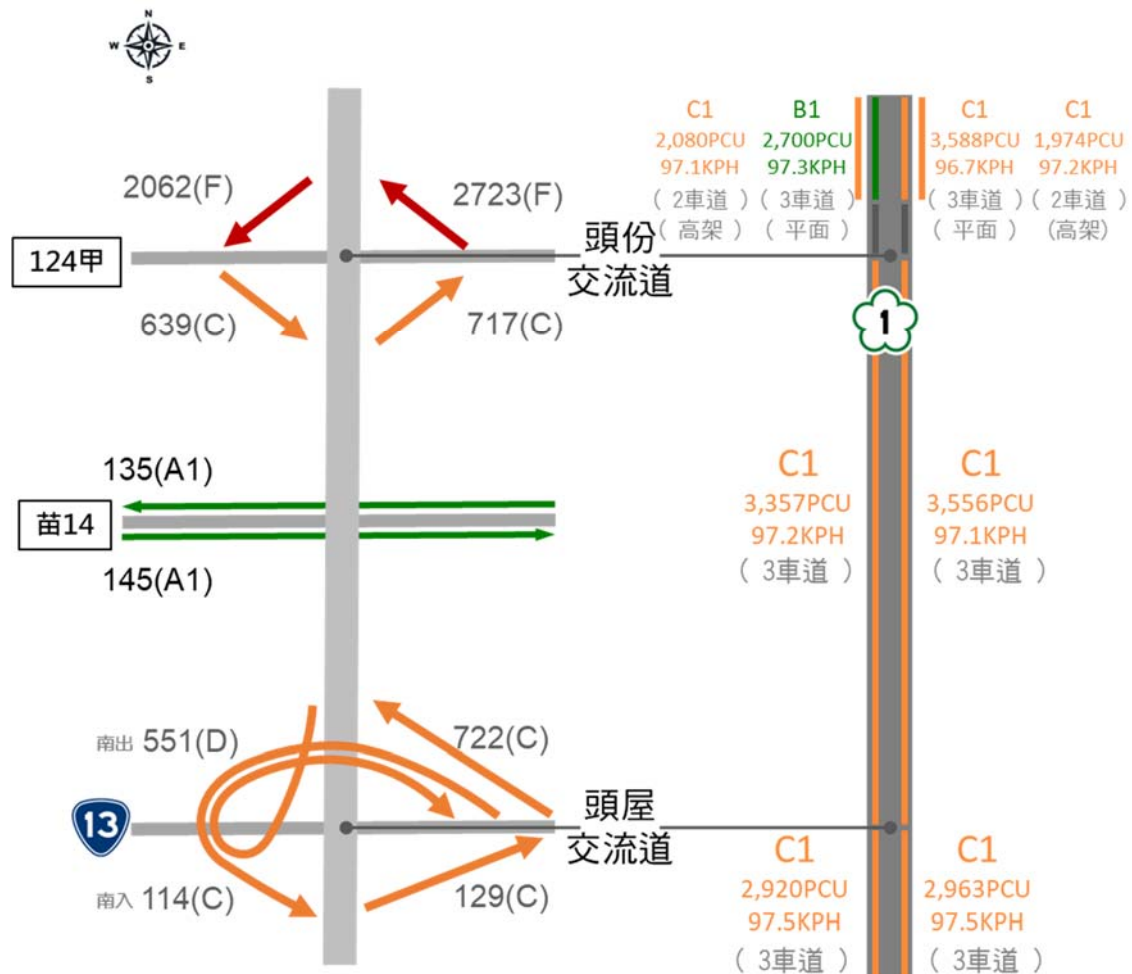 N
W E
S
C1
2,080PCU
97.1KPH
( 2車道 )
( 高架 )
B1
2,700PCU
97.3KPH
( 3車道 )
( 平面 )
C1
3,588PCU
96.7KPH
( 3車道 )
( 平面 )
C1
1,974PCU
97.2KPH
( 2車道 )
(高架)
2062(F)
2723(F)
124甲
頭份
交流道
639(C)
717(C)
1
135(A1)
苗14
145(A1)
C1
3,357PCU
97.2KPH
( 3車道 )
C1
3,556PCU
97.1KPH
( 3車道 )
南出 551(D)
722(C)
13
頭屋
交流道
南入 114(C)
129(C)
C1
2,920PCU
97.5KPH
( 3車道 )
C1
2,963PCU
97.5KPH
( 3車道 )